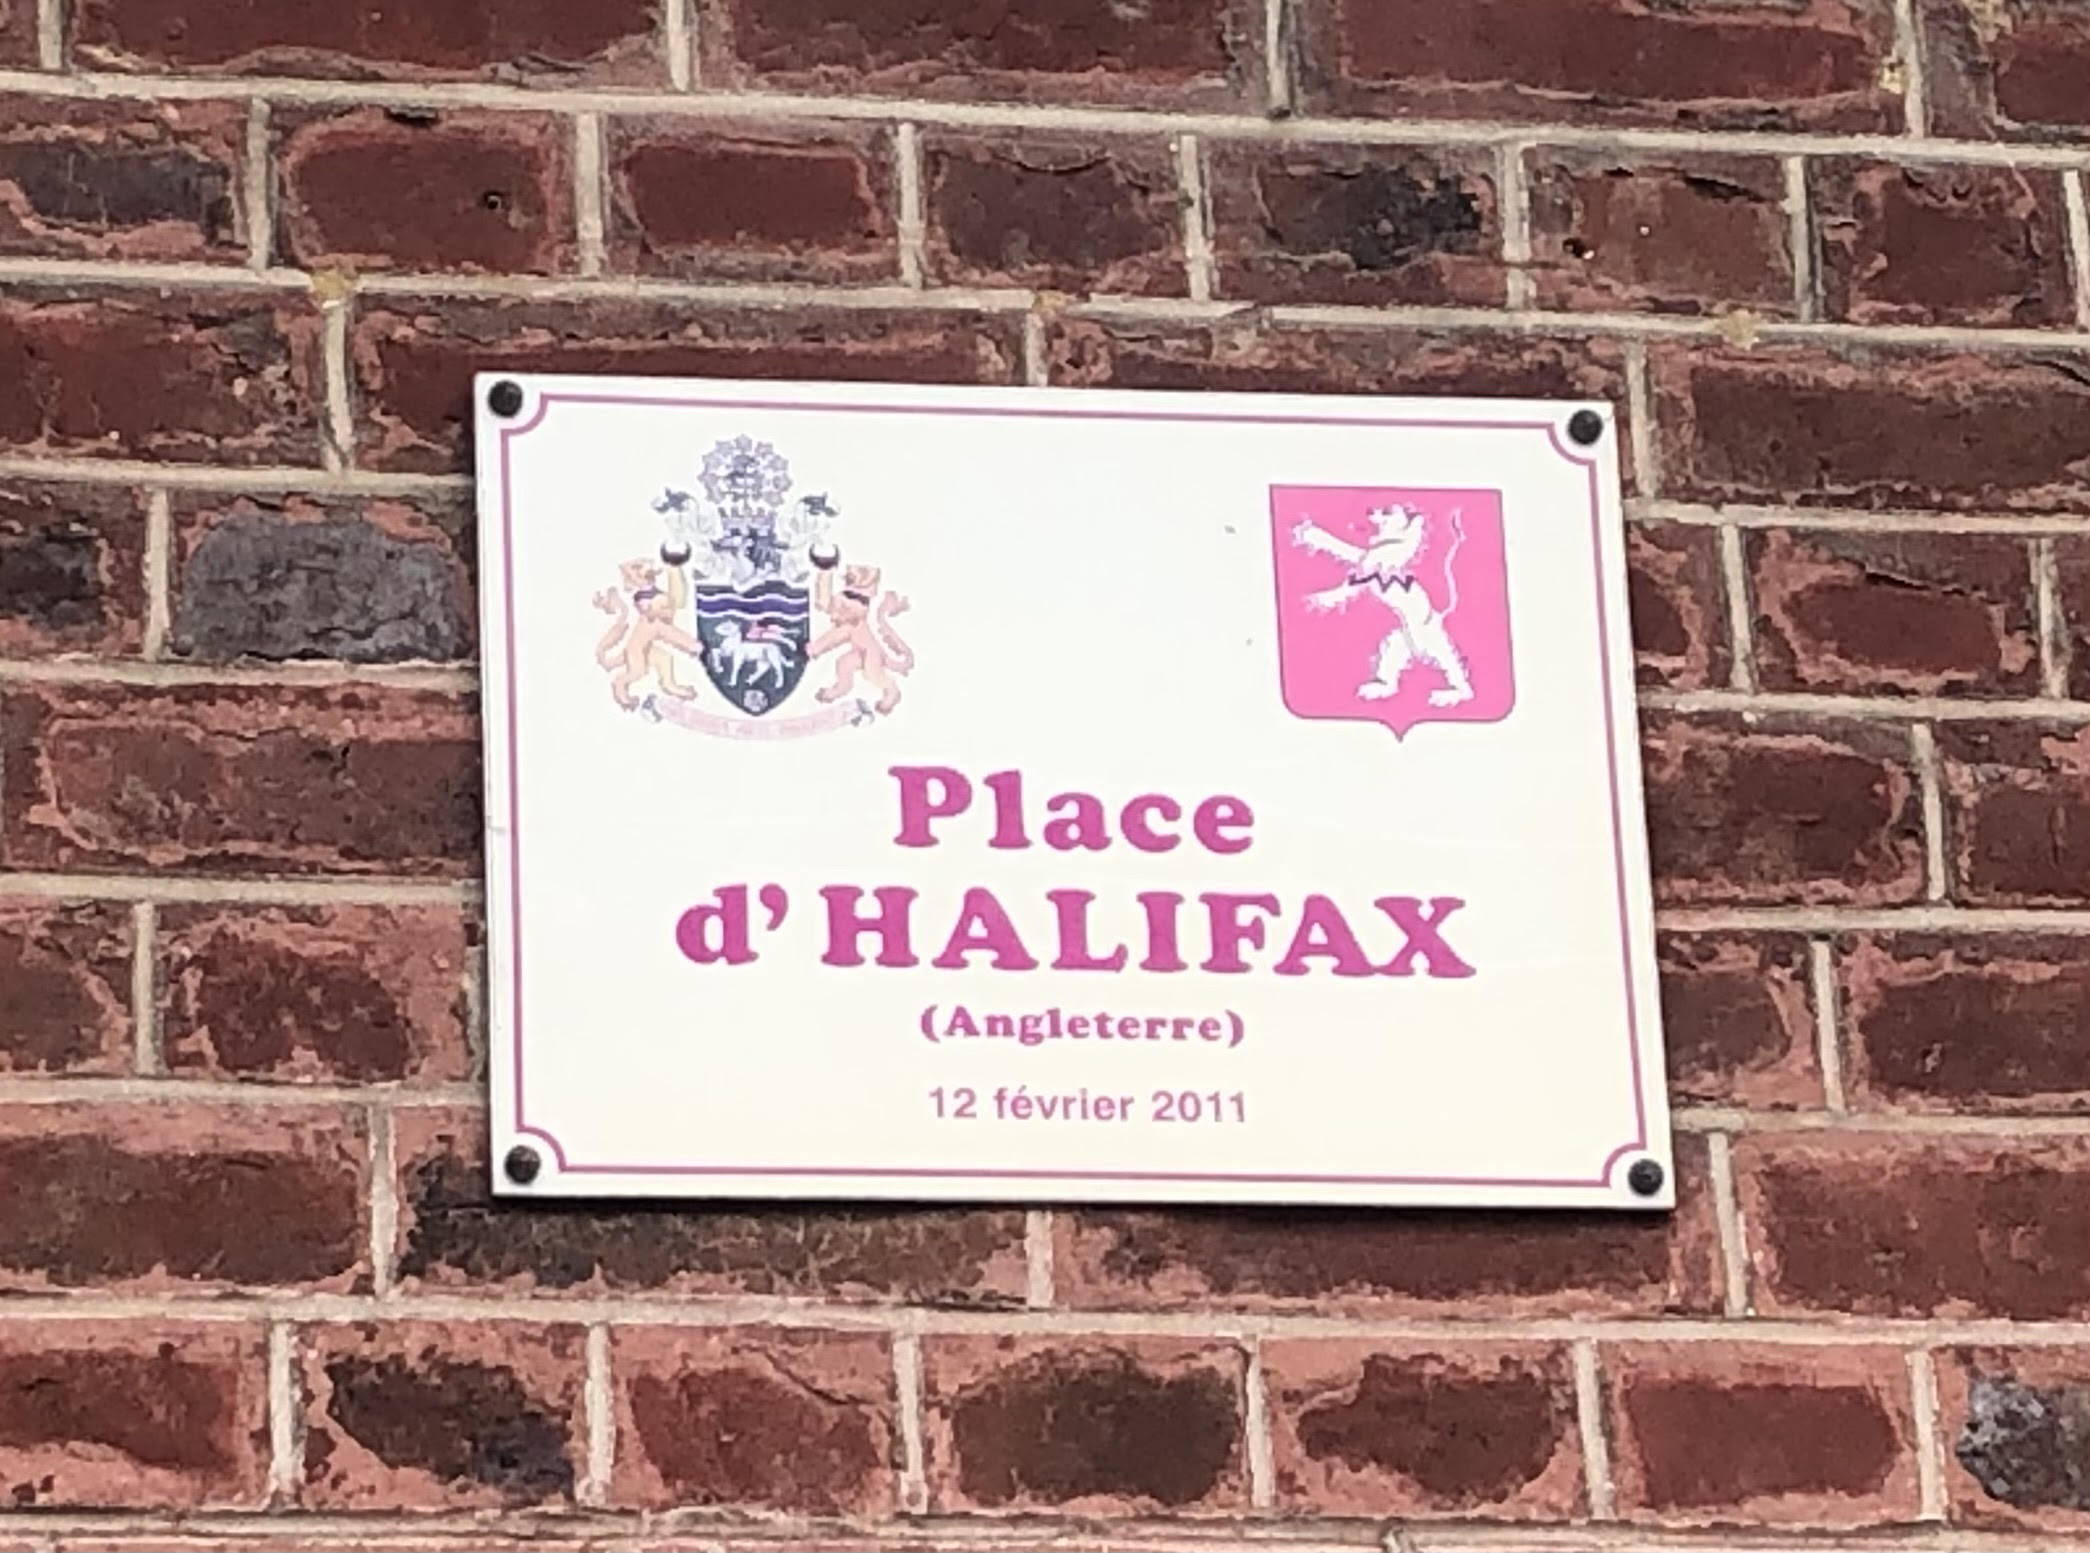 Place
d'HALIFAX
(Angleterre)
12 février 2011